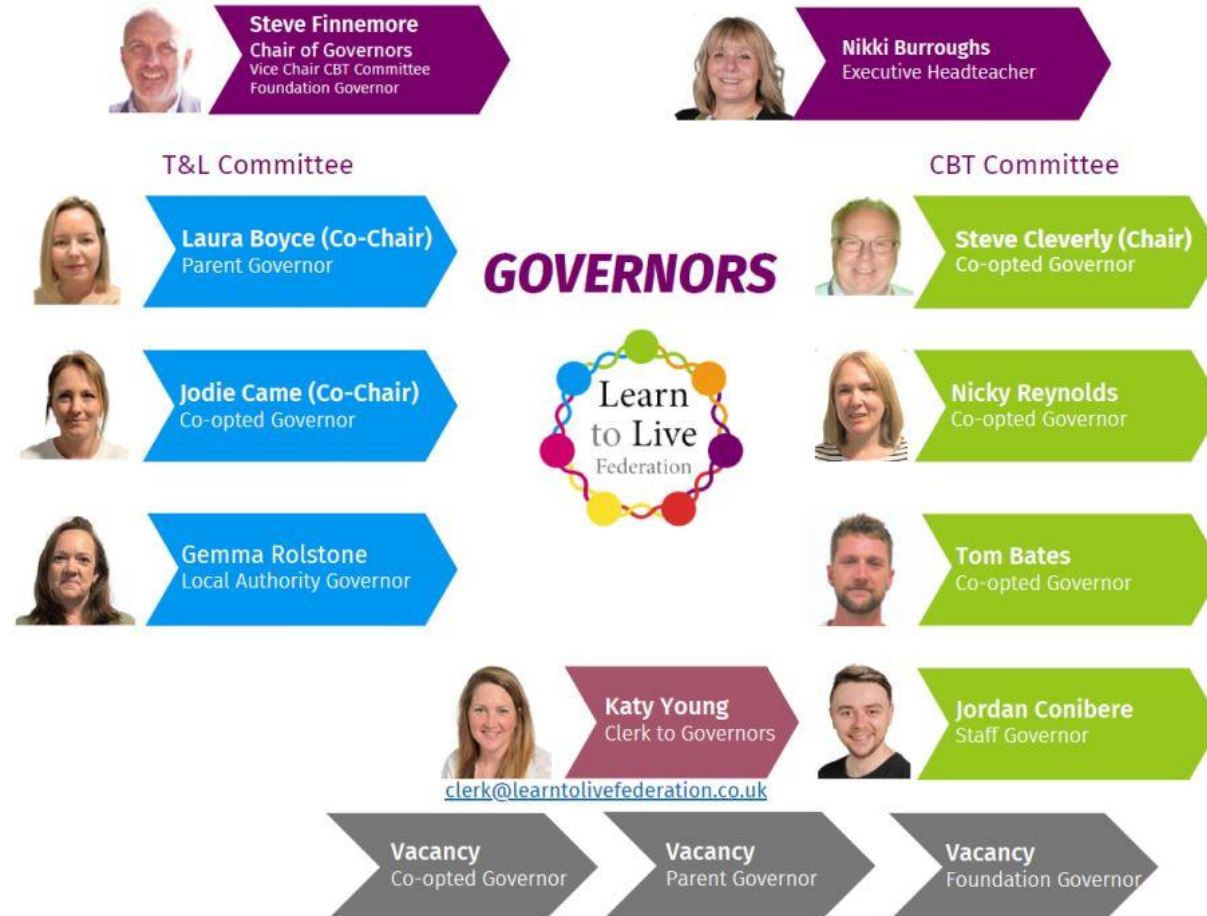 Steve Finnemore
Chair of Governors
Vice Chair CBT Committee
Foundation Governor
Nikki Burroughs
Executive Headteacher
T&L Committee
CBT Committee
Laura Boyce (Co-Chair)
Parent Governor
GOVERNORS
Steve Cleverly (Chair)
Co-opted Governor
Jodie Came (Co-Chair)
Co-opted Governor
Learn
to Live
Federation
Nicky Reynolds
Co-opted Governor
Gemma Rolstone
Local Authority Governor
Tom Bates
Co-opted Governor
Katy Young
Clerk to Governors
clerk@learntolivefederation.co.uk
Jordan Conibere
Staff Governor
Vacancy
Co-opted Governor
Vacancy
Parent Governor
Vacancy
Foundation Governor